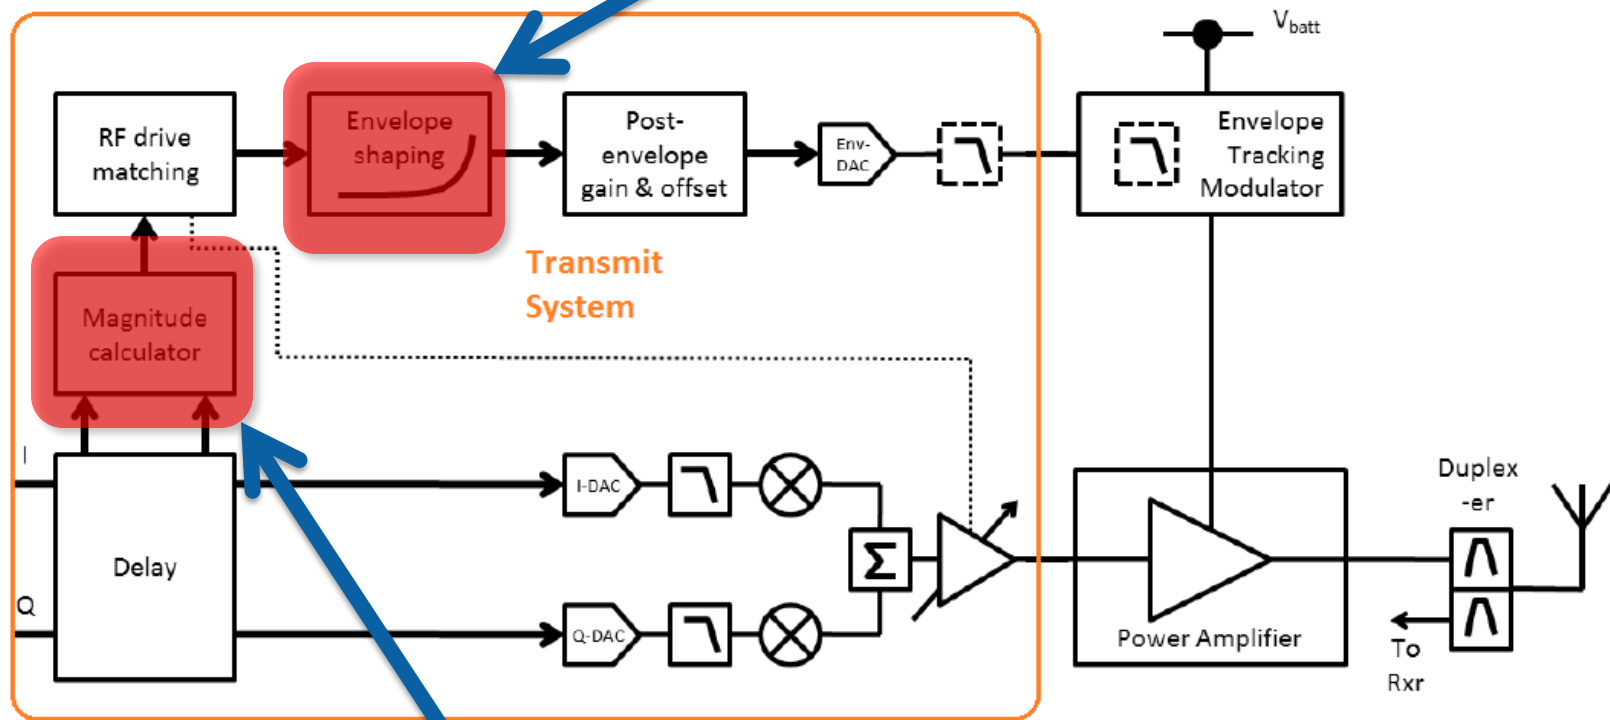 V_batt
RF drive
matching
Envelope
shaping
Post-
envelope
gain & offset
Env-
DAC
Envelope
Tracking
Modulator
Transmit
System
Magnitude
calculator
I
I-DAC
Duplex
-er
Delay
Σ
Q
Q-DAC
Power Amplifier
To
Rxr